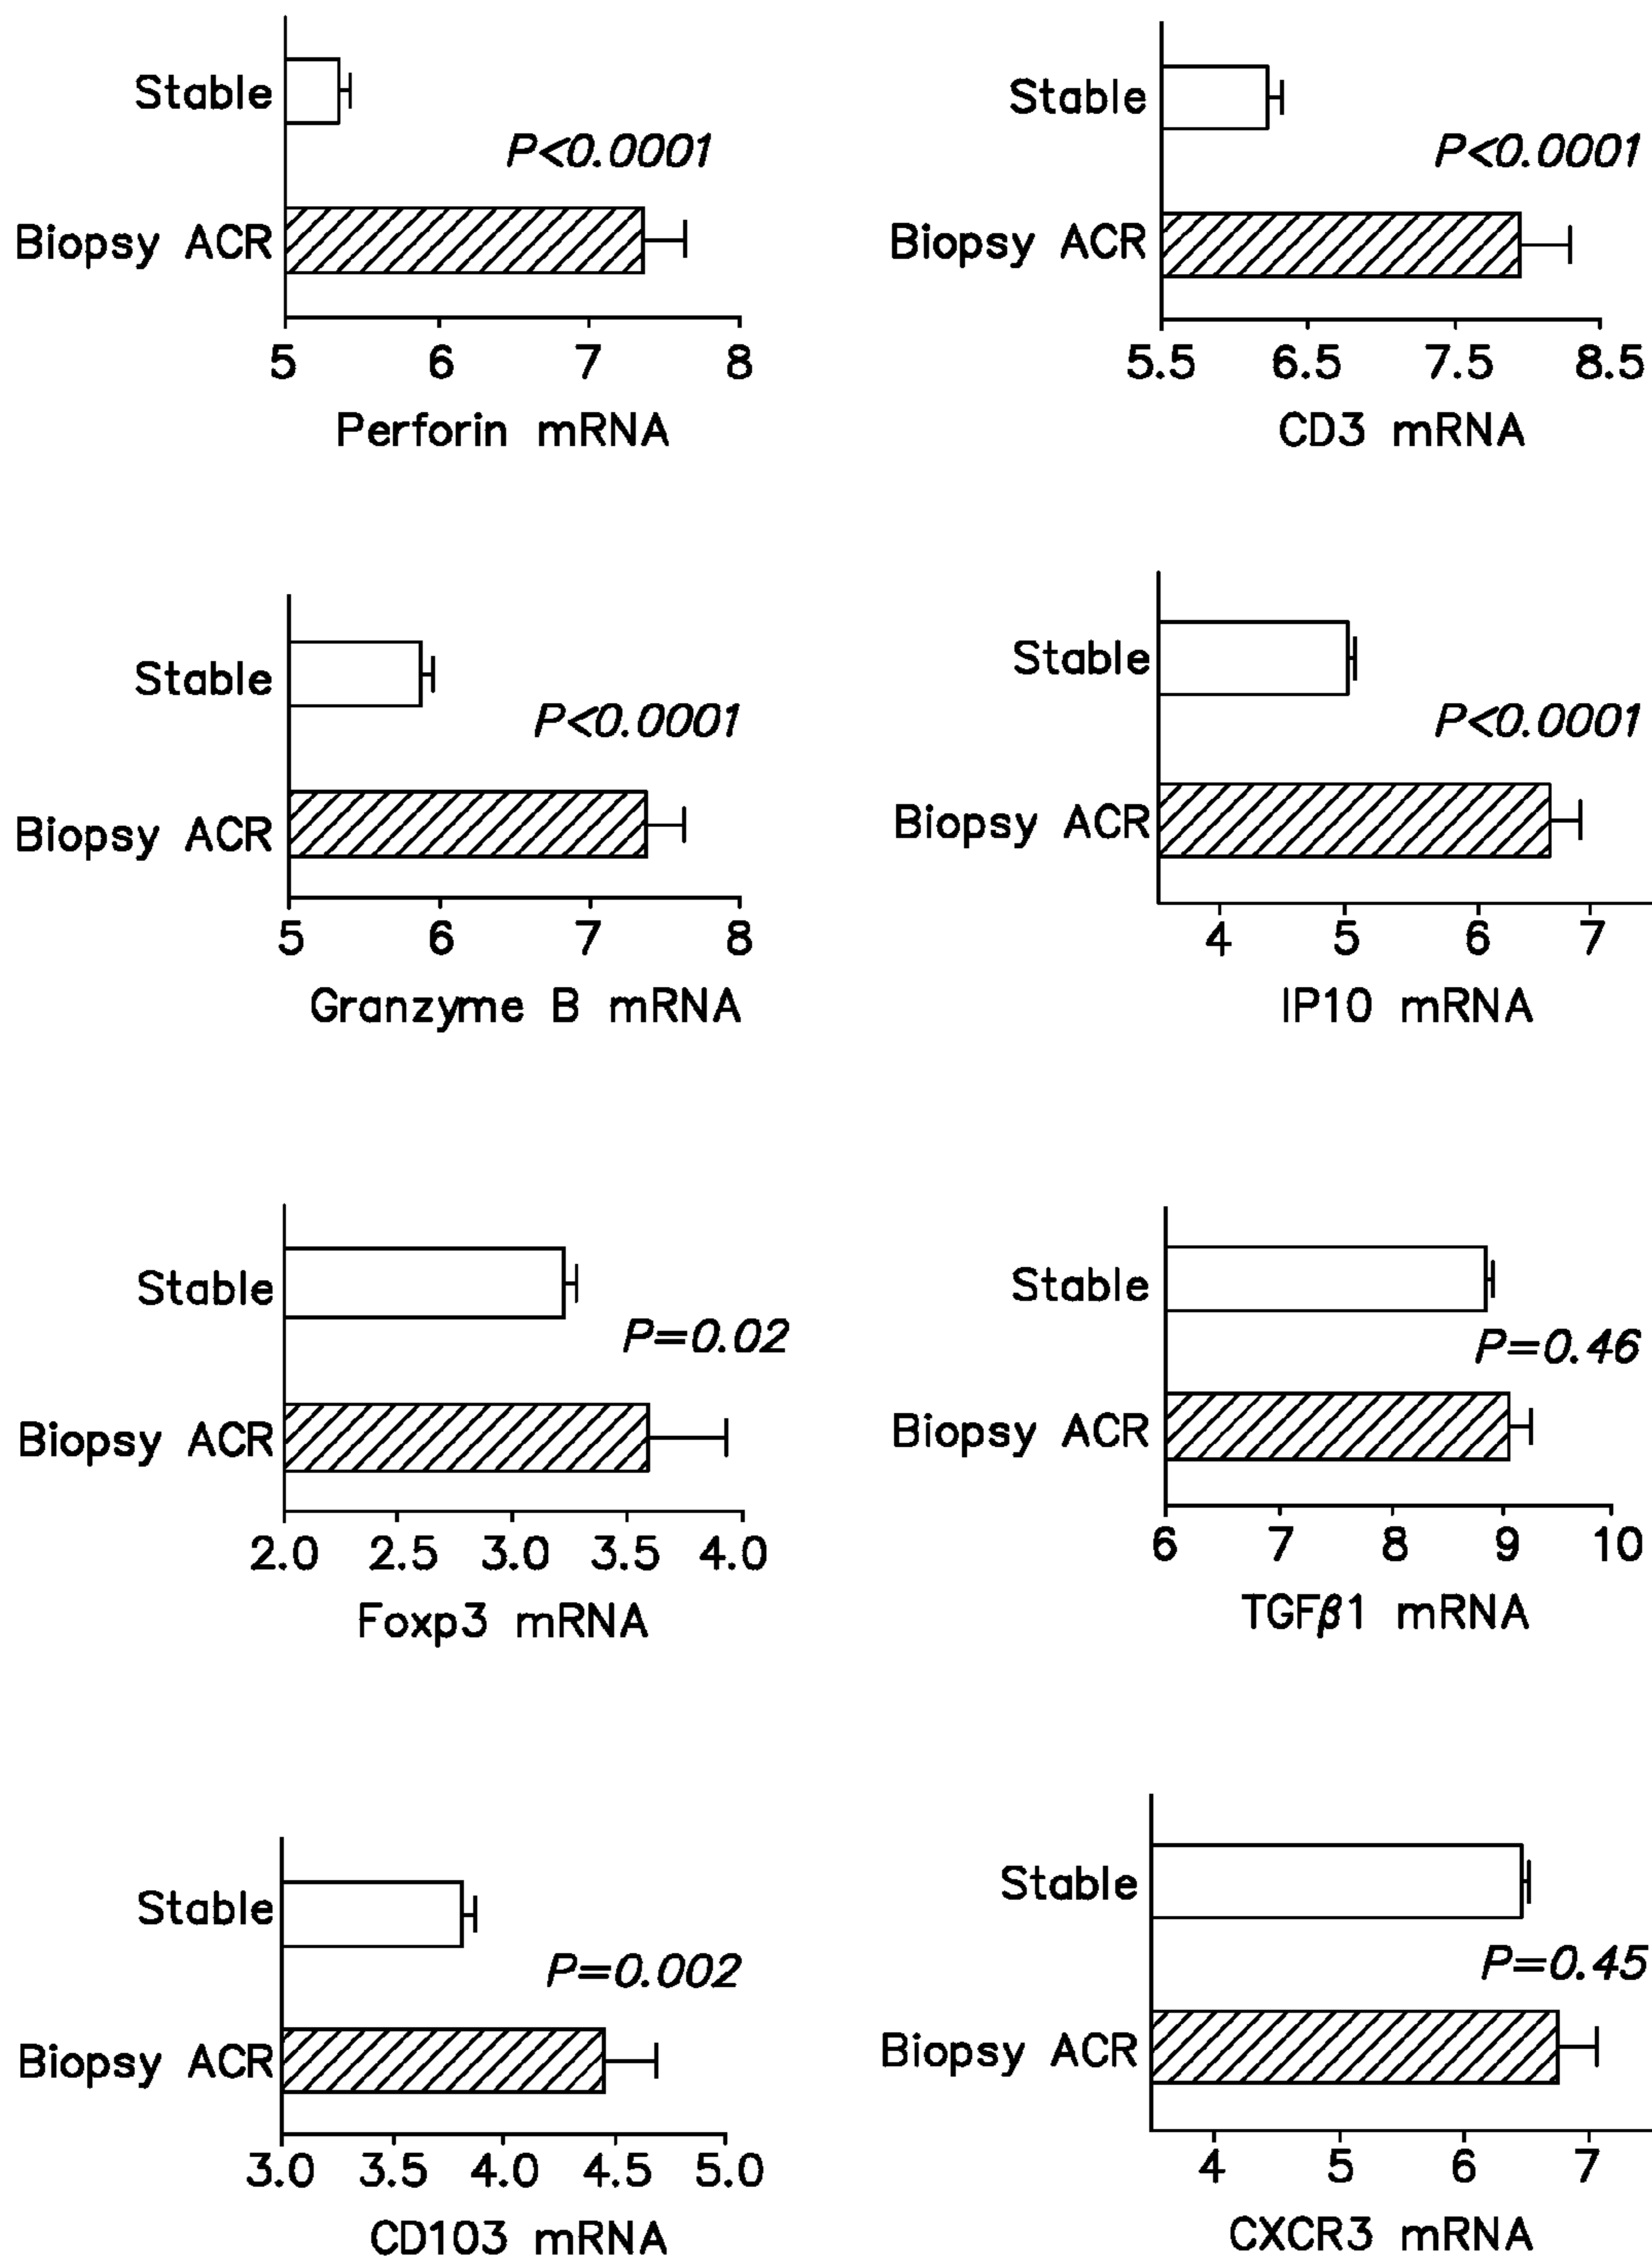 Stable
P<0.0001
Biopsy ACR
5 6 7 8
Perforin mRNA
Stable
P<0.0001
Biopsy ACR
5.5 6.5 7.5 8.5
CD3 mRNA
Stable
P<0.0001
Biopsy ACR
5 6 7 8
Granzyme B mRNA
Stable
P<0.0001
Biopsy ACR
4 5 6 7
IP10 mRNA
Stable
P=0.02
Biopsy ACR
2.0 2.5 3.0 3.5 4.0
Foxp3 mRNA
Stable
P=0.46
Biopsy ACR
6 7 8 9 10
TGFβ1 mRNA
Stable
P=0.002
Biopsy ACR
3.0 3.5 4.0 4.5 5.0
CD103 mRNA
Stable
P=0.45
Biopsy ACR
4 5 6 7
CXCR3 mRNA